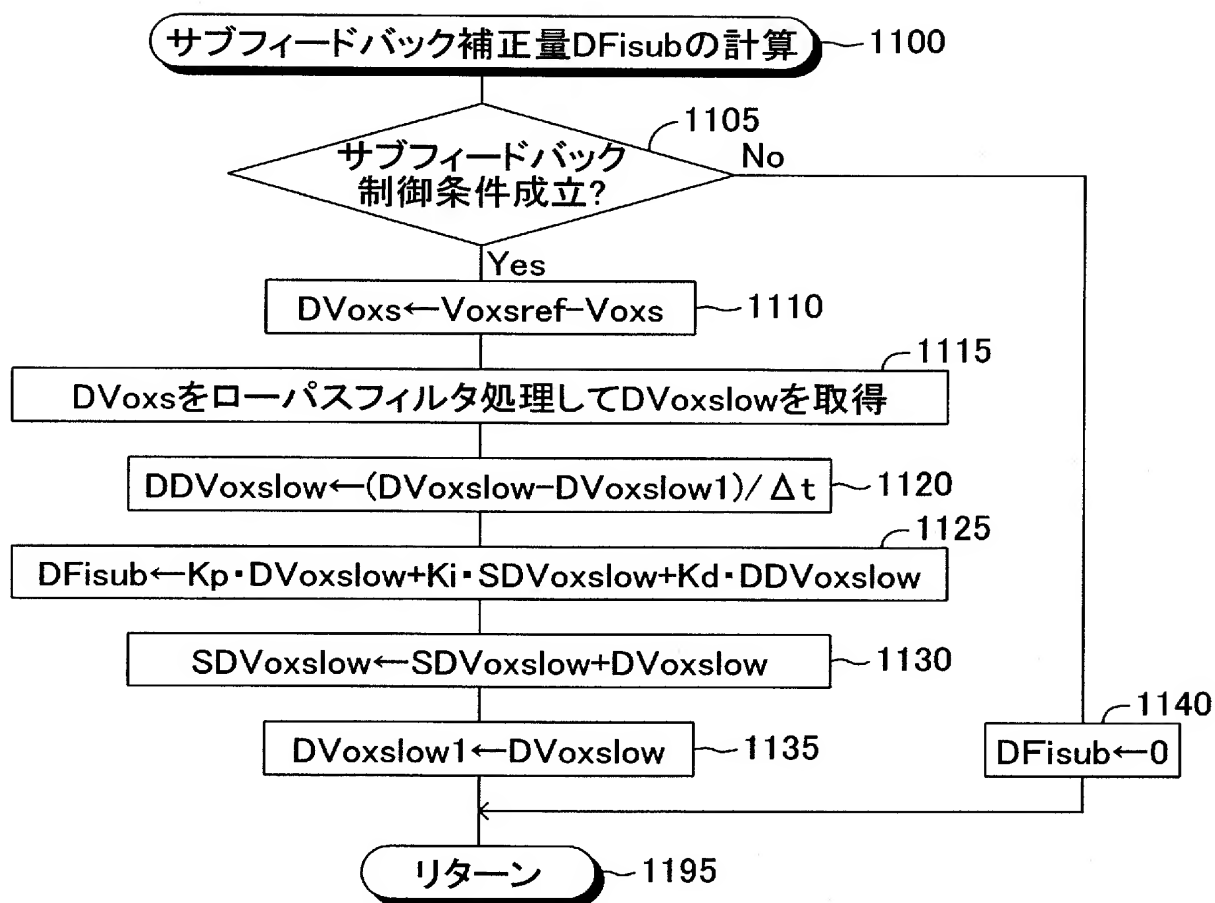 サブフィードバック補正量DFisubの計算
1100
1105
サブフィードバック
制御条件成立?
No
Yes
DVoxs←Voxsref-Voxs
1110
1115
DVoxsをローパスフィルタ処理してDVoxslowを取得
DDVoxslow←(DVoxslow-DVoxslow1)/Δt
1120
1125
DFisub←Kp・DVoxslow+Ki・SDVoxslow+Kd・DDVoxslow
SDVoxslow←SDVoxslow+DVoxslow
1130
1140
DVoxslow1←DVoxslow
1135
DFisub←0
リターン
1195